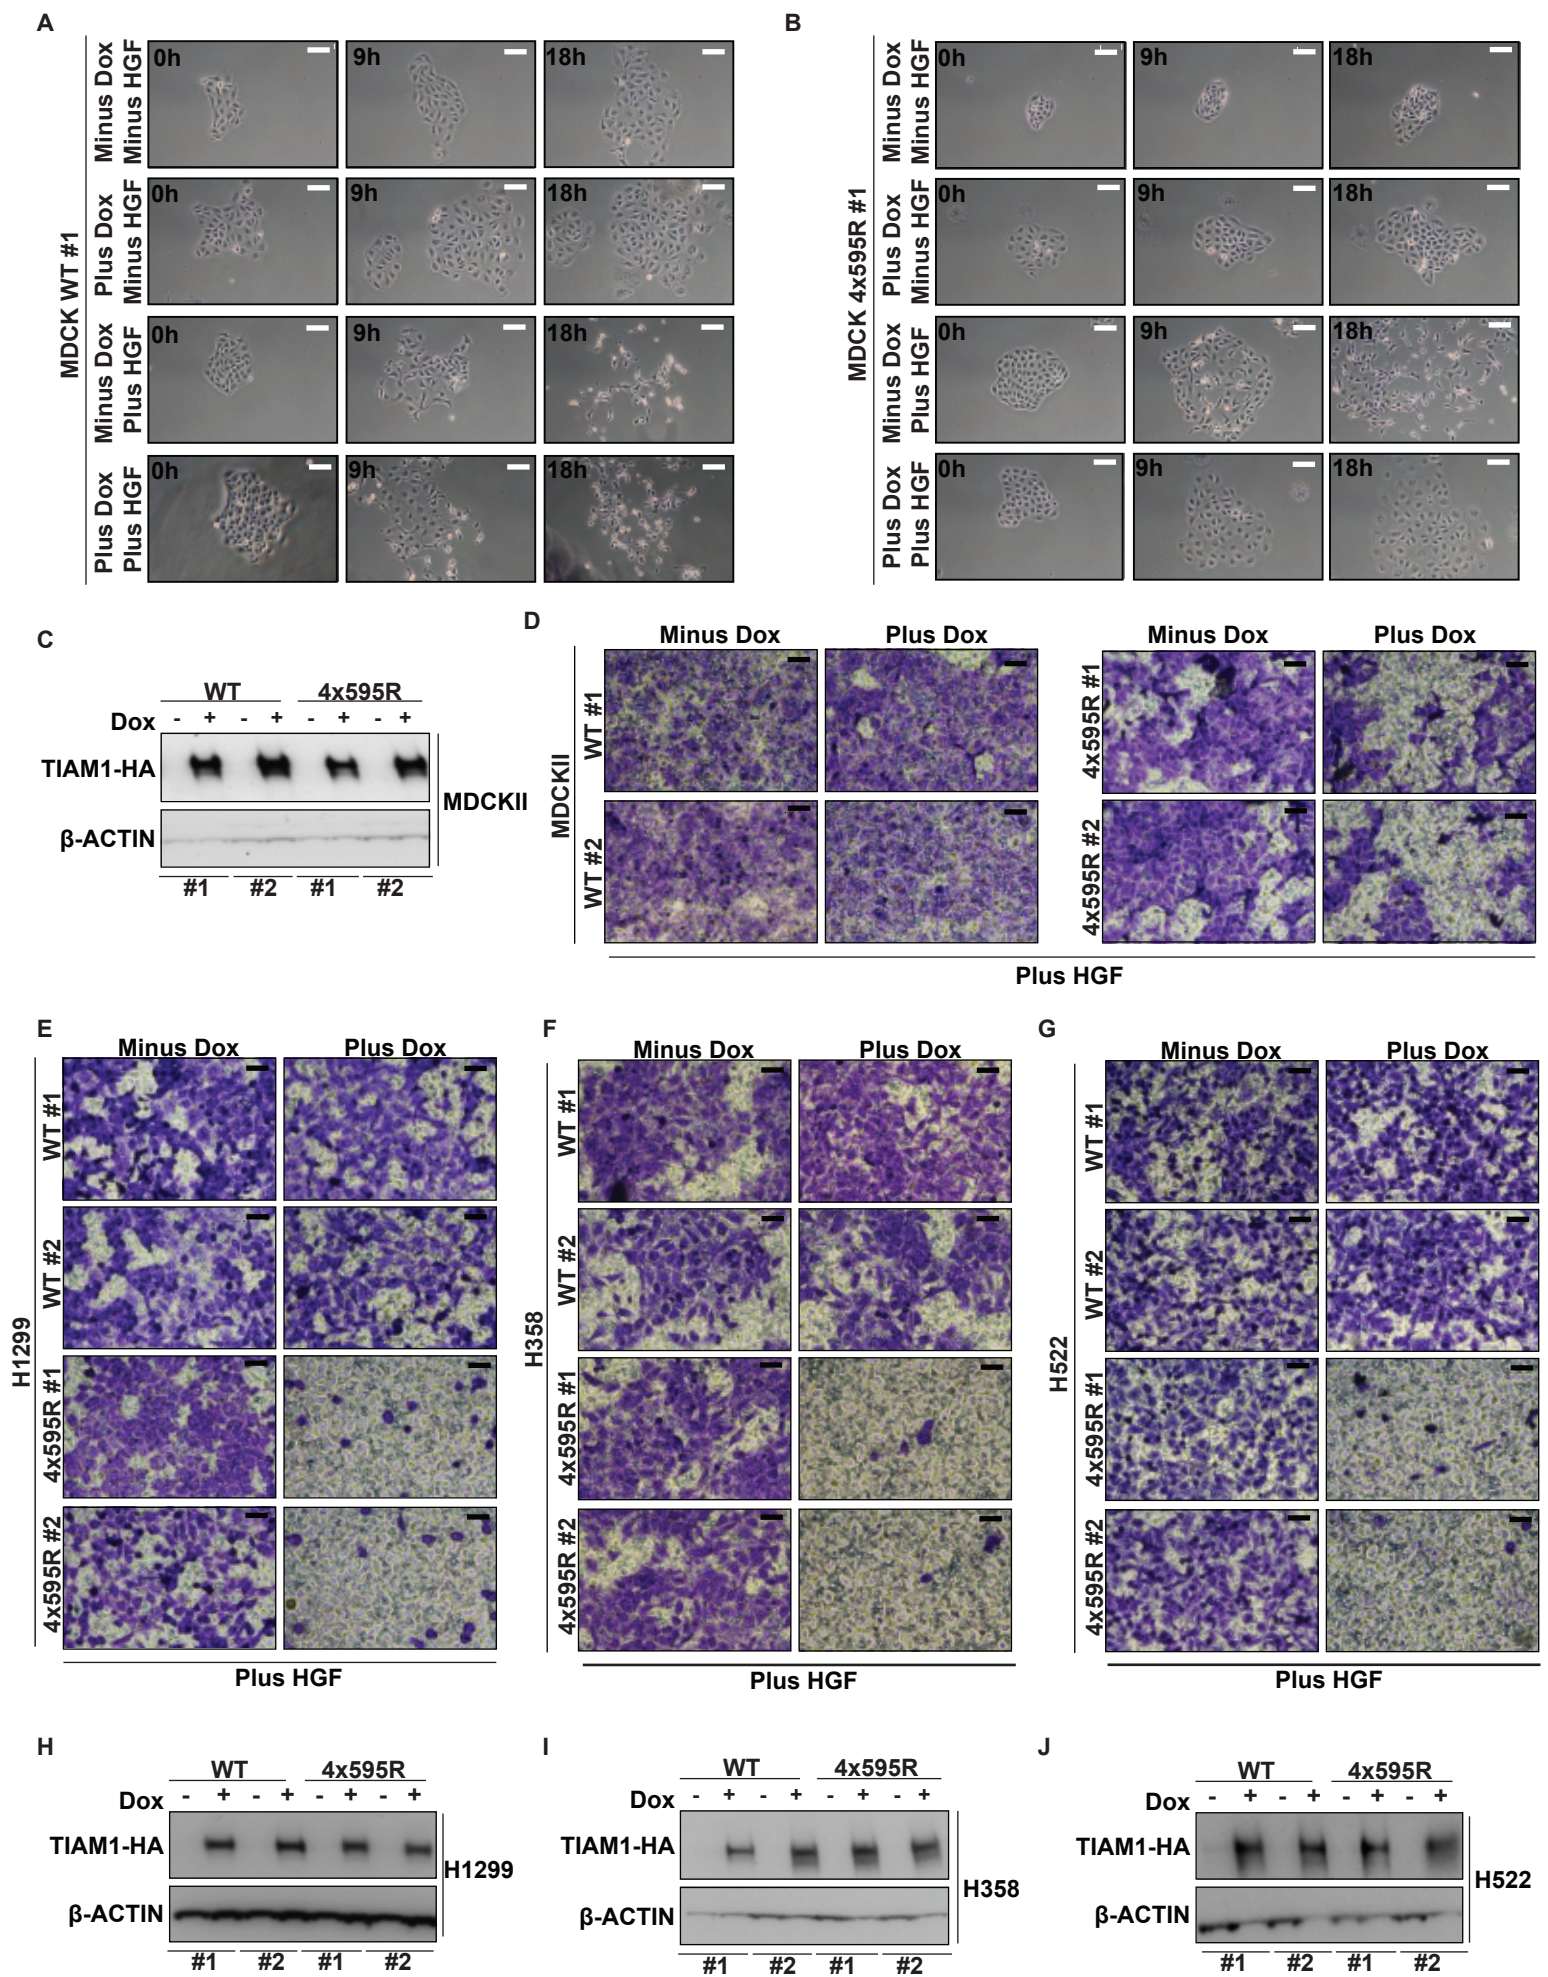 A
MDCK WT #1
Minus Dox
Minus HGF
0h
9h
18h
Plus Dox
Minus HGF
0h
9h
18h
Minus Dox
Plus HGF
0h
9h
18h
Plus Dox
Plus HGF
0h
9h
18h
B
MDCK 4x595R #1
Minus Dox
Minus HGF
0h
9h
18h
Plus Dox
Minus HGF
0h
9h
18h
Minus Dox
Plus HGF
0h
9h
18h
Plus Dox
Plus HGF
0h
9h
18h
C
WT 4x595R
Dox - + - + - + - +
TIAM1-HA
β-ACTIN
MDCKII
#1 #2 #1 #2
D
Minus Dox Plus Dox Minus Dox Plus Dox
MDCKII
WT #1
WT #2
4x595R #1
4x595R #2
Plus HGF
E
Minus Dox Plus Dox
H1299
WT #1
WT #2
4x595R #1
4x595R #2
Plus HGF
F
Minus Dox Plus Dox
H358
WT #1
WT #2
4x595R #1
4x595R #2
Plus HGF
G
Minus Dox Plus Dox
H522
WT #1
WT #2
4x595R #1
4x595R #2
Plus HGF
H
WT 4x595R
Dox - + - + - + - +
TIAM1-HA
β-ACTIN
H1299
#1 #2 #1 #2
I
WT 4x595R
Dox - + - + - + - +
TIAM1-HA
β-ACTIN
H358
#1 #2 #1 #2
J
WT 4x595R
Dox - + - + - + - +
TIAM1-HA
β-ACTIN
H522
#1 #2 #1 #2